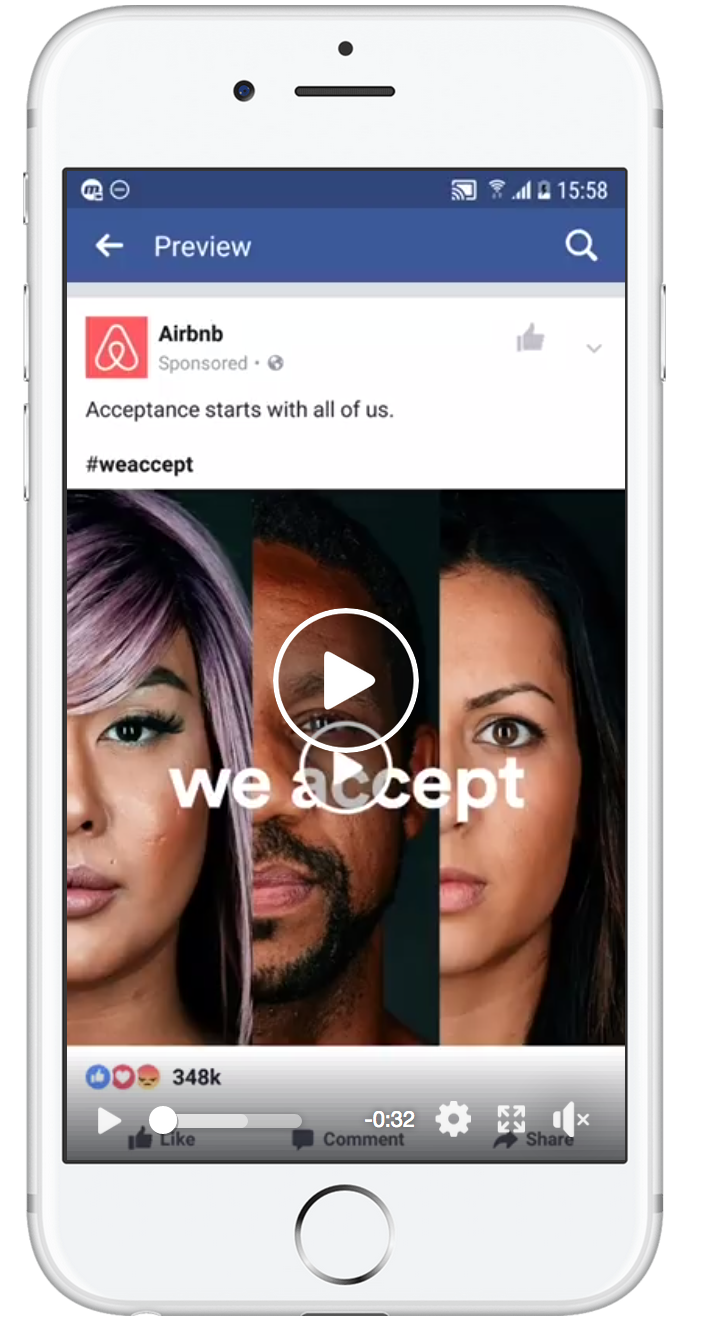 15:58
Preview
Airbnb
Sponsored
Acceptance starts with all of us.
#weaccept
we accept
348k
-0:32
Like
Comment
Share